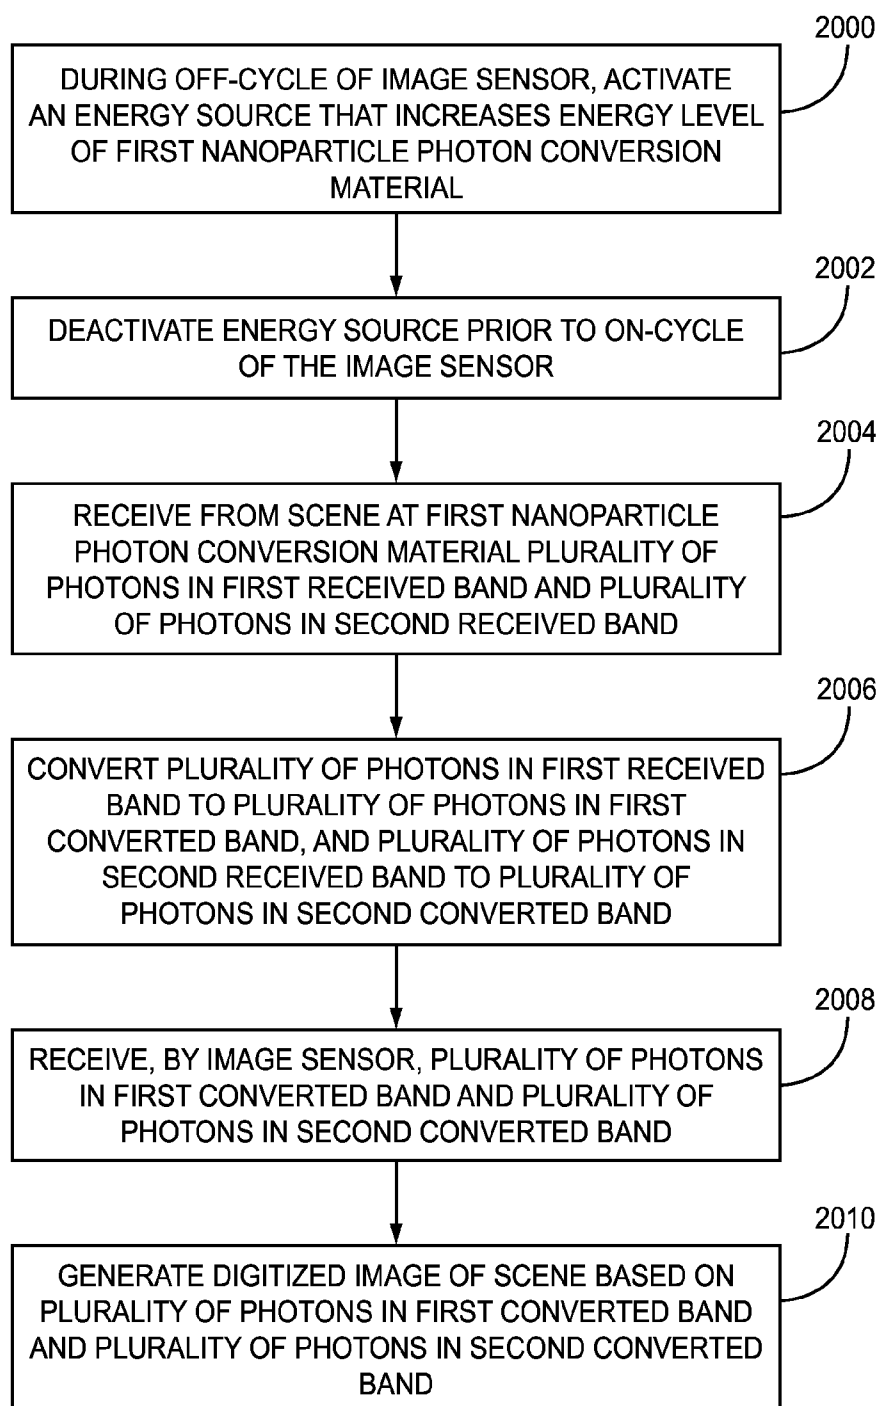 2000
DURING OFF-CYCLE OF IMAGE SENSOR, ACTIVATE
AN ENERGY SOURCE THAT INCREASES ENERGY LEVEL
OF FIRST NANOPARTICLE PHOTON CONVERSION
MATERIAL
2002
DEACTIVATE ENERGY SOURCE PRIOR TO ON-CYCLE
OF THE IMAGE SENSOR
2004
RECEIVE FROM SCENE AT FIRST NANOPARTICLE
PHOTON CONVERSION MATERIAL PLURALITY OF
PHOTONS IN FIRST RECEIVED BAND AND PLURALITY
OF PHOTONS IN SECOND RECEIVED BAND
2006
CONVERT PLURALITY OF PHOTONS IN FIRST RECEIVED
BAND TO PLURALITY OF PHOTONS IN FIRST
CONVERTED BAND, AND PLURALITY OF PHOTONS IN
SECOND RECEIVED BAND TO PLURALITY OF
PHOTONS IN SECOND CONVERTED BAND
2008
RECEIVE, BY IMAGE SENSOR, PLURALITY OF PHOTONS
IN FIRST CONVERTED BAND AND PLURALITY OF
PHOTONS IN SECOND CONVERTED BAND
2010
GENERATE DIGITIZED IMAGE OF SCENE BASED ON
PLURALITY OF PHOTONS IN FIRST CONVERTED BAND
AND PLURALITY OF PHOTONS IN SECOND CONVERTED
BAND